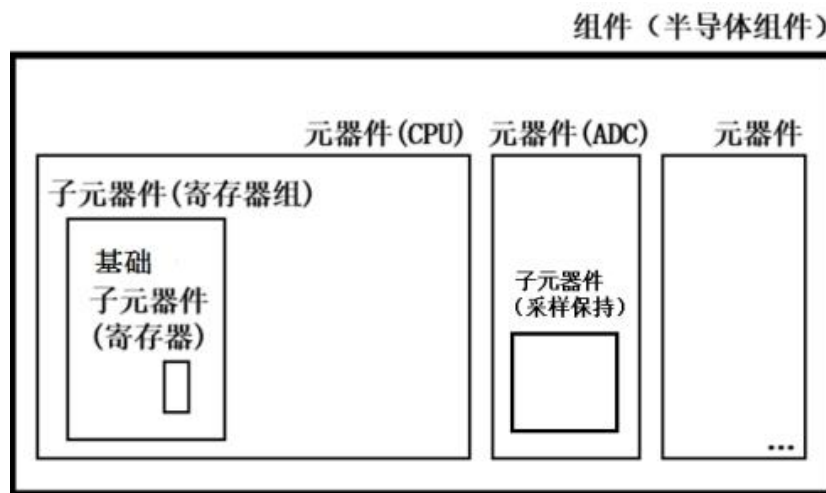 组件（半导体组件）
元器件(CPU)
元器件(ADC)
元器件
子元器件(寄存器组)
基础
子元器件
(寄存器)
子元器件
（采样保持）
...